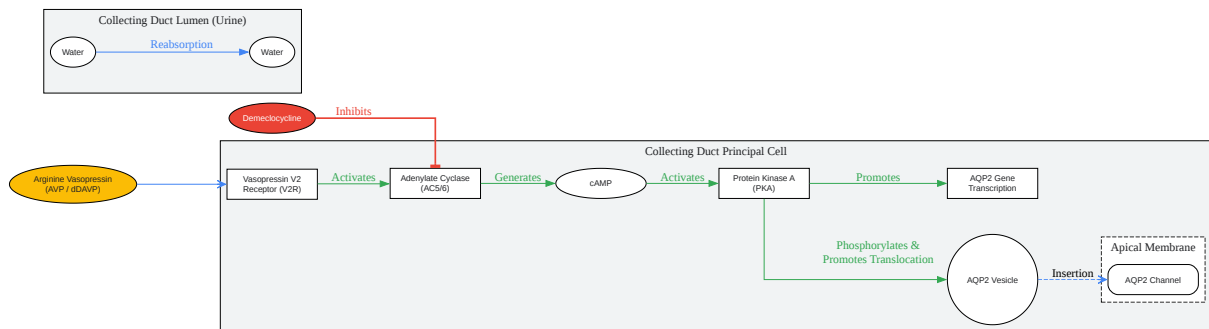 Collecting Duct Lumen (Urine)
Water
Reabsorption
Water
Demeclocycline
Inhibits
Collecting Duct Principal Cell
Arginine Vasopressin
(AVP / dDAVP)
Vasopressin V2
Receptor (V2R)
Activates
Adenylate Cyclase
(AC5/6)
Generates
cAMP
Activates
Protein Kinase A
(PKA)
Promotes
AQP2 Gene
Transcription
Phosphorylates &
Promotes Translocation
AQP2 Vesicle
Insertion
Apical Membrane
AQP2 Channel